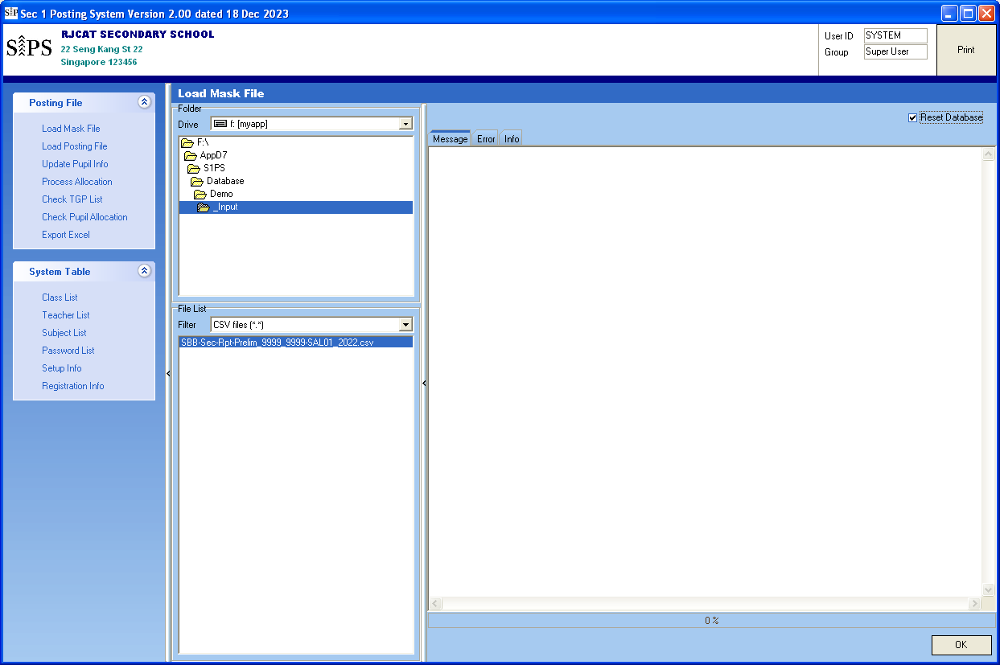 S1P Sec 1 Posting System Version 2.00 dated 18 Dec 2023
S PS
RJCAT SECONDARY SCHOOL
22 Seng Kang St 22
Singapore 123456
User ID SYSTEM
Group Super User
Print
Posting File
Load Mask File
Load Posting File
Update Pupil Info
Process Allocation
Check TGP List
Check Pupil Allocation
Export Excel
System Table
Class List
Teacher List
Subject List
Password List
Setup Info
Registration Info
Load Mask File
Folder
Drive f: [myapp]
F:\
AppD7
S1PS
Database
Demo
_Input
File List
Filter CSV files (*.*)
SBB-Sec-Rpt-Prelim_9999_9999-SAL01_2022.csv
Reset Database
Message Error Info
0 %
OK